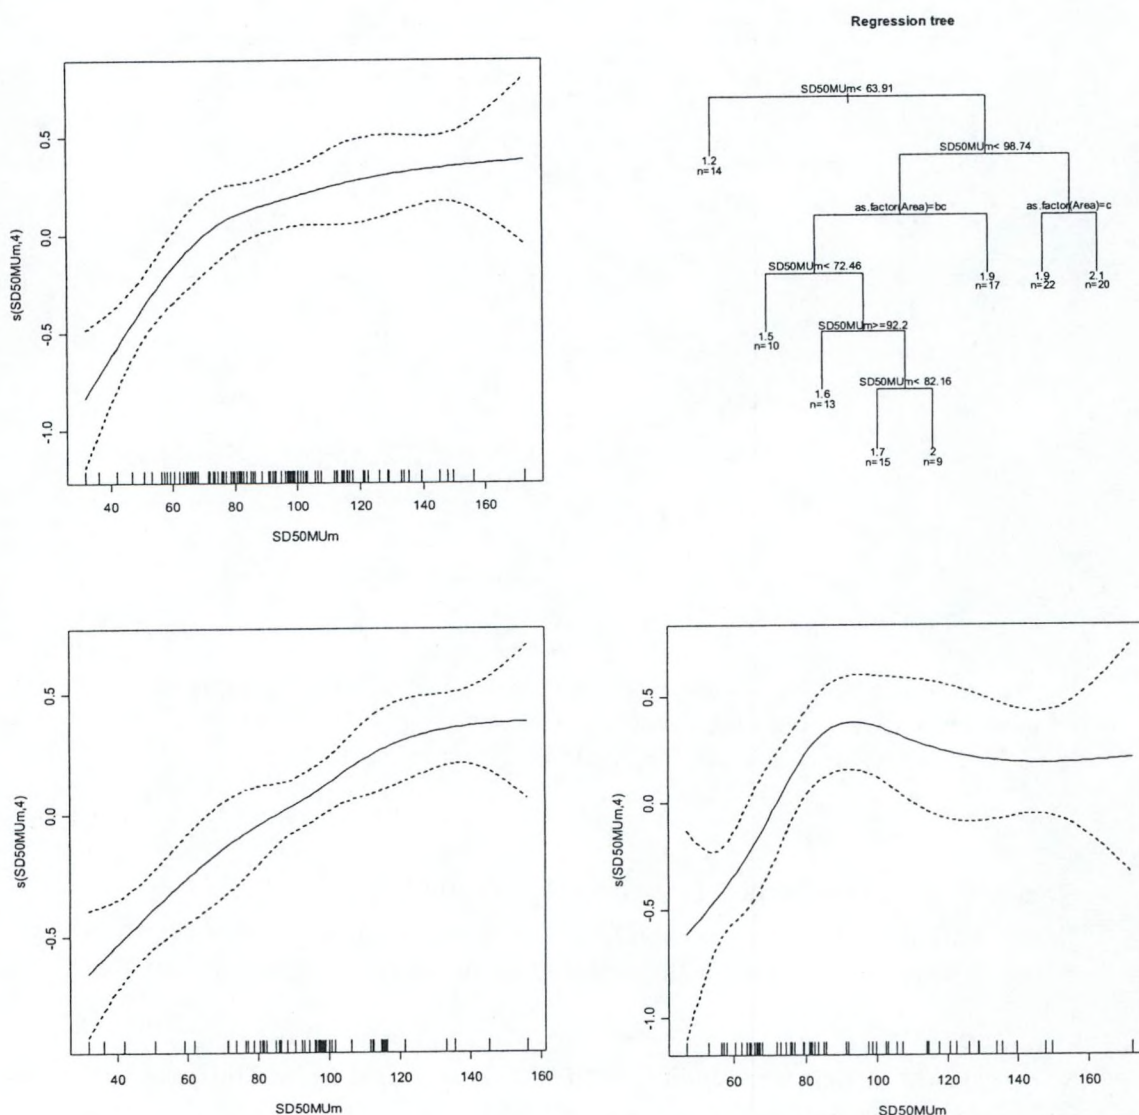 Regression tree
0.5
0.0
-0.5
-1.0
s(SD50MUm,4)
40 60 80 100 120 140 160
SD50MUm
SD50MUm< 63.91
1.2
n=14
SD50MUm< 98.74
as.factor(Area)=bc
as.factor(Area)=c
SD50MUm< 72.46
1.9
n=17
1.9
n=22
2.1
n=20
1.5
n=10
SD50MUm>=92.2
1.6
n=13
SD50MUm< 82.16
1.7
n=15
2
n=9
0.5
0.0
-0.5
s(SD50MUm,4)
40 60 80 100 120 140 160
SD50MUm
0.5
0.0
-0.5
-1.0
s(SD50MUm,4)
60 80 100 120 140 160
SD50MUm